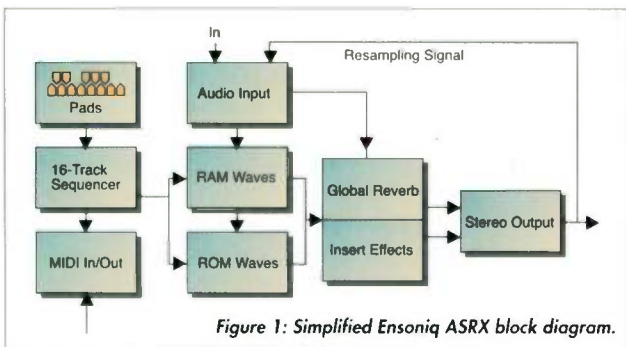 In
Resampling Signal
Pads
Audio Input
16-Track
Sequencer
RAM Waves
Global Reverb
Stereo Output
MIDI In/Out
ROM Waves
Insert Effects
Figure 1: Simplified Ensoniq ASRX block diagram.